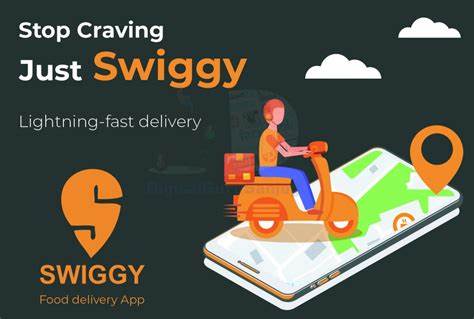 Stop Craving
Just Swiggy
Lightning-fast delivery
SWIGGY
Food delivery App